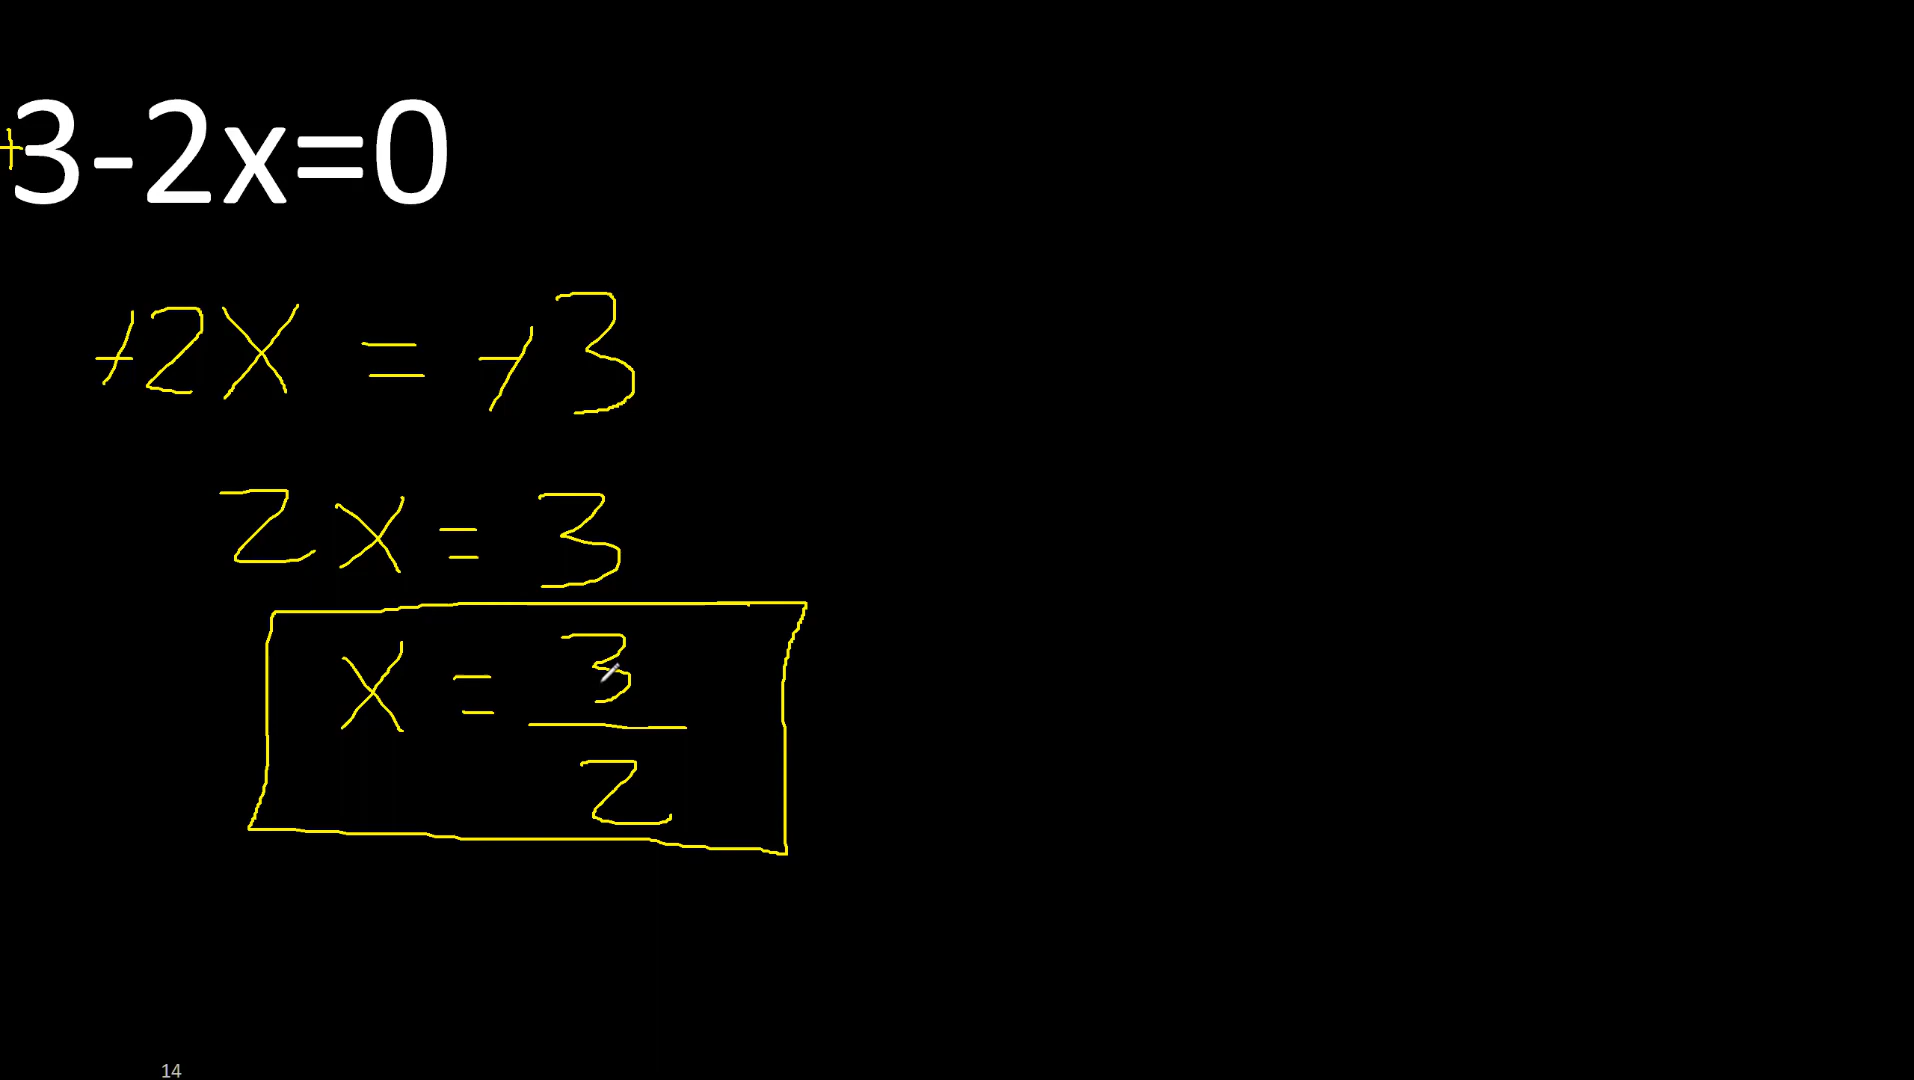 +3-2x=0
+2x = +3
2x = 3
x = 3/2
14